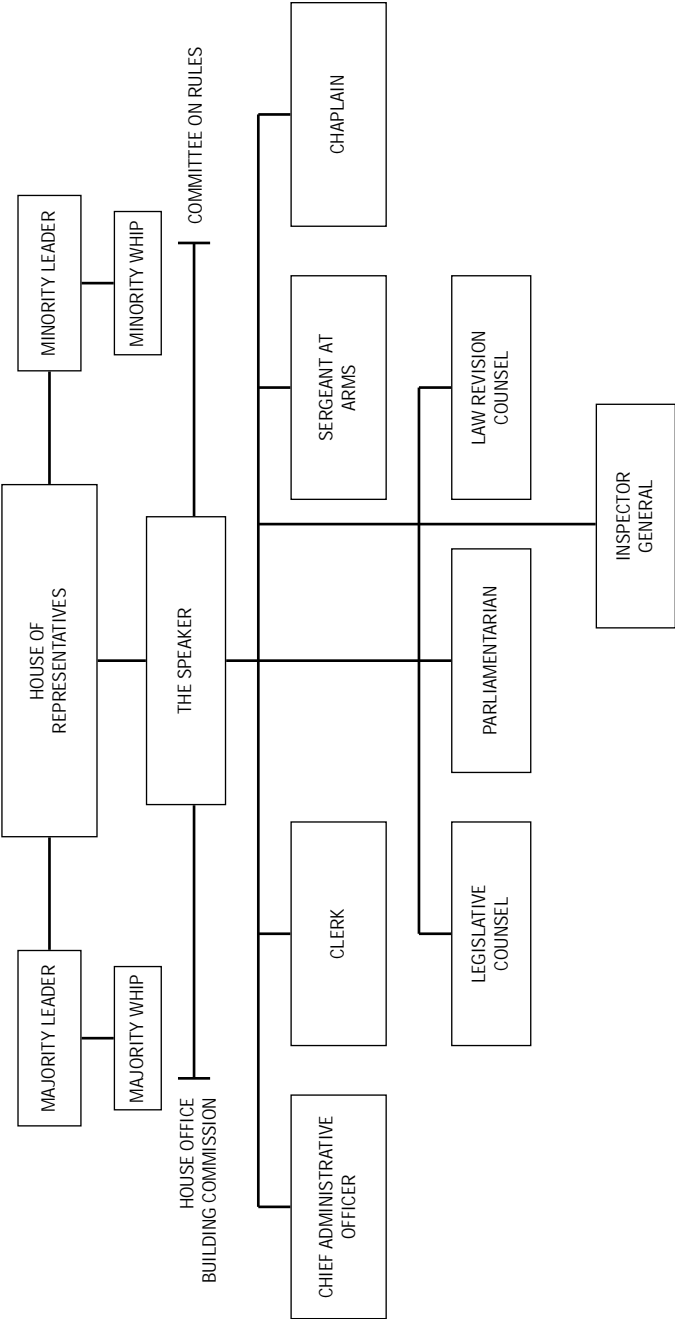 HOUSE OF
REPRESENTATIVES
MAJORITY LEADER
MINORITY LEADER
MAJORITY WHIP
MINORITY WHIP
THE SPEAKER
HOUSE OFFICE
BUILDING COMMISSION
COMMITTEE ON RULES
CHIEF ADMINISTRATIVE
OFFICER
CLERK
SERGEANT AT
ARMS
CHAPLAIN
LEGISLATIVE
COUNSEL
PARLIAMENTARIAN
LAW REVISION
COUNSEL
INSPECTOR
GENERAL